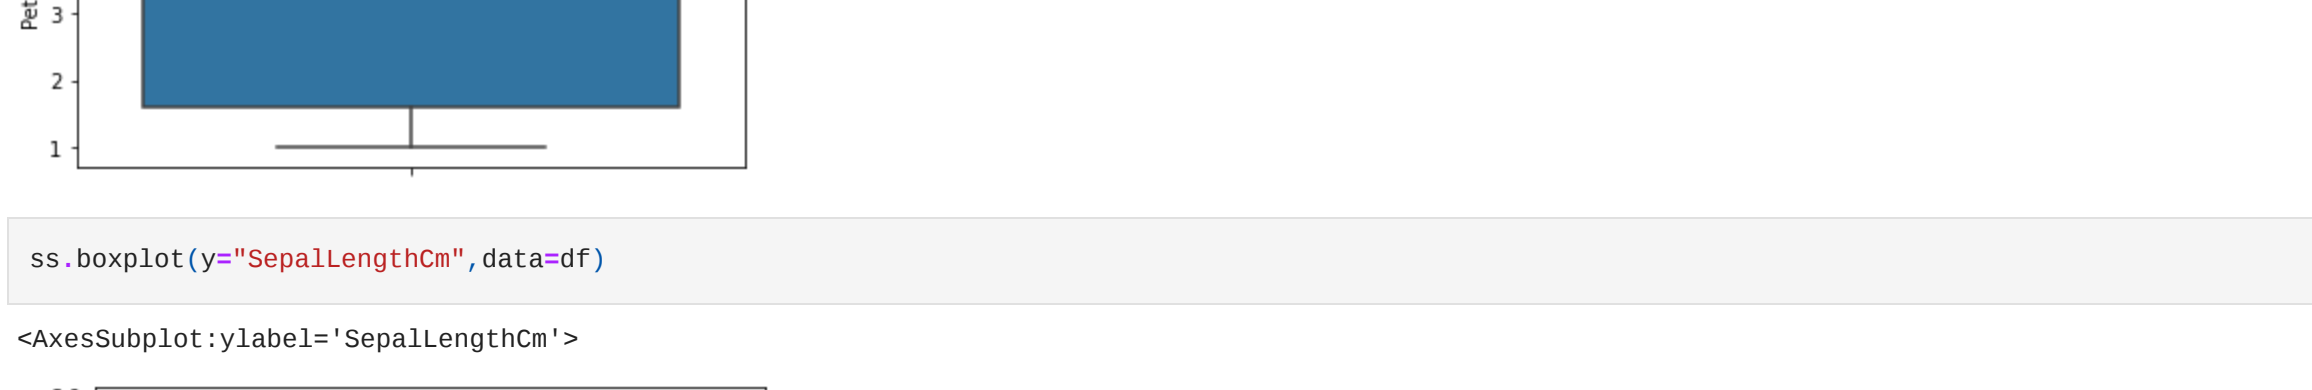 Pet
3
2
1
ss.boxplot(y="SepalLengthCm",data=df)
<AxesSubplot:ylabel='SepalLengthCm'>